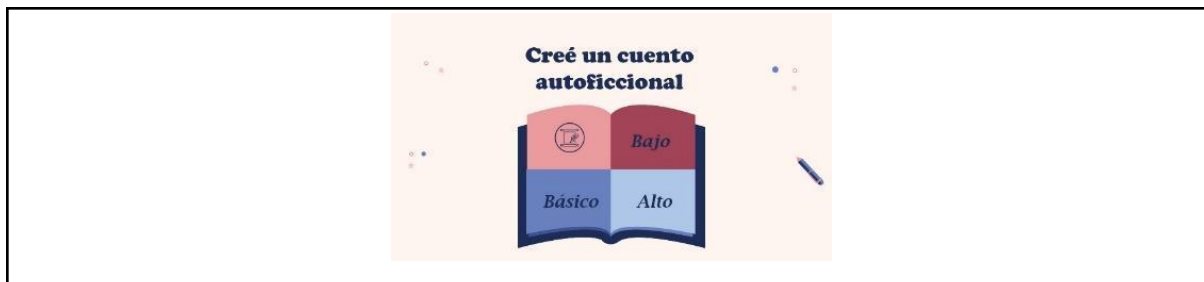 Creé un cuento
autoficcional
Bajo
Básico
Alto